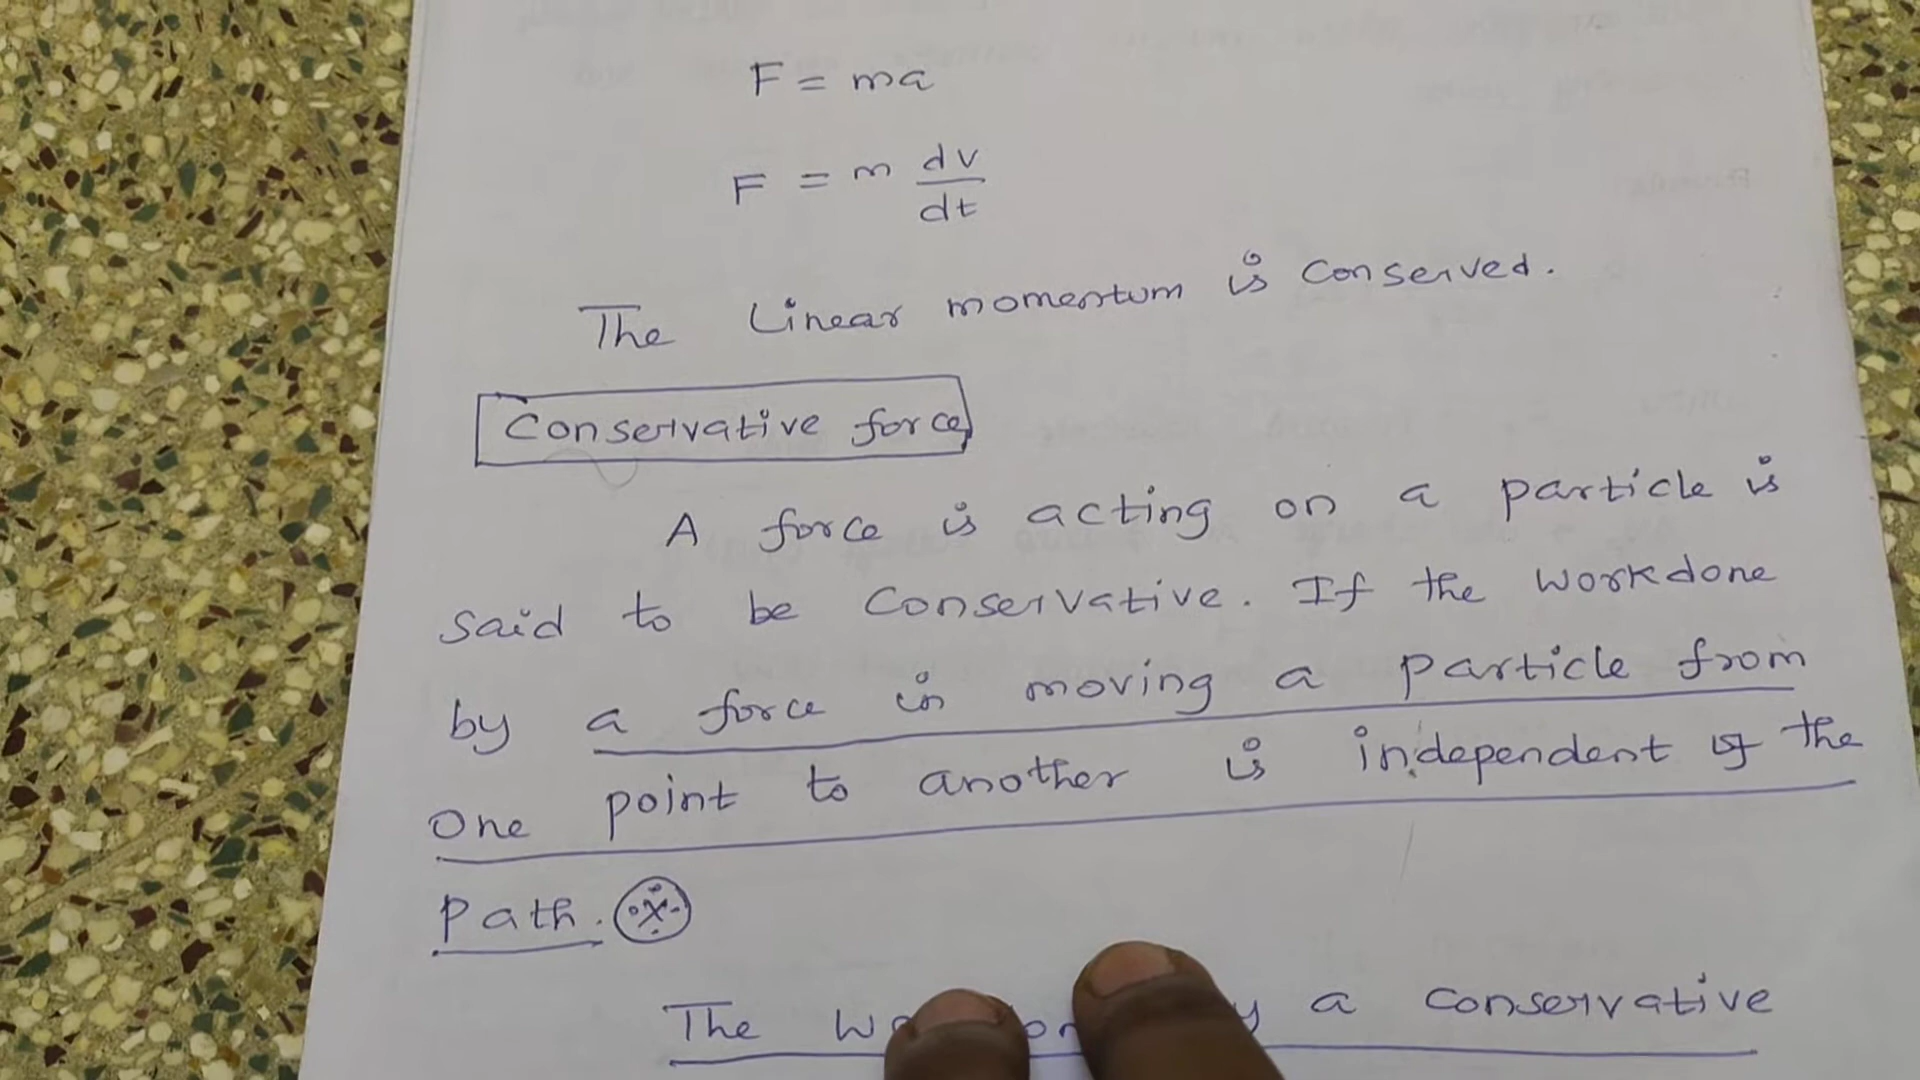 F = ma
F = m dv/dt
The Linear momentum is conserved.
Conservative force
A force is acting on a particle is
said to be conservative. If the workdone
by a force in moving a particle from
one point to another is independent of the
path.
The a conservative